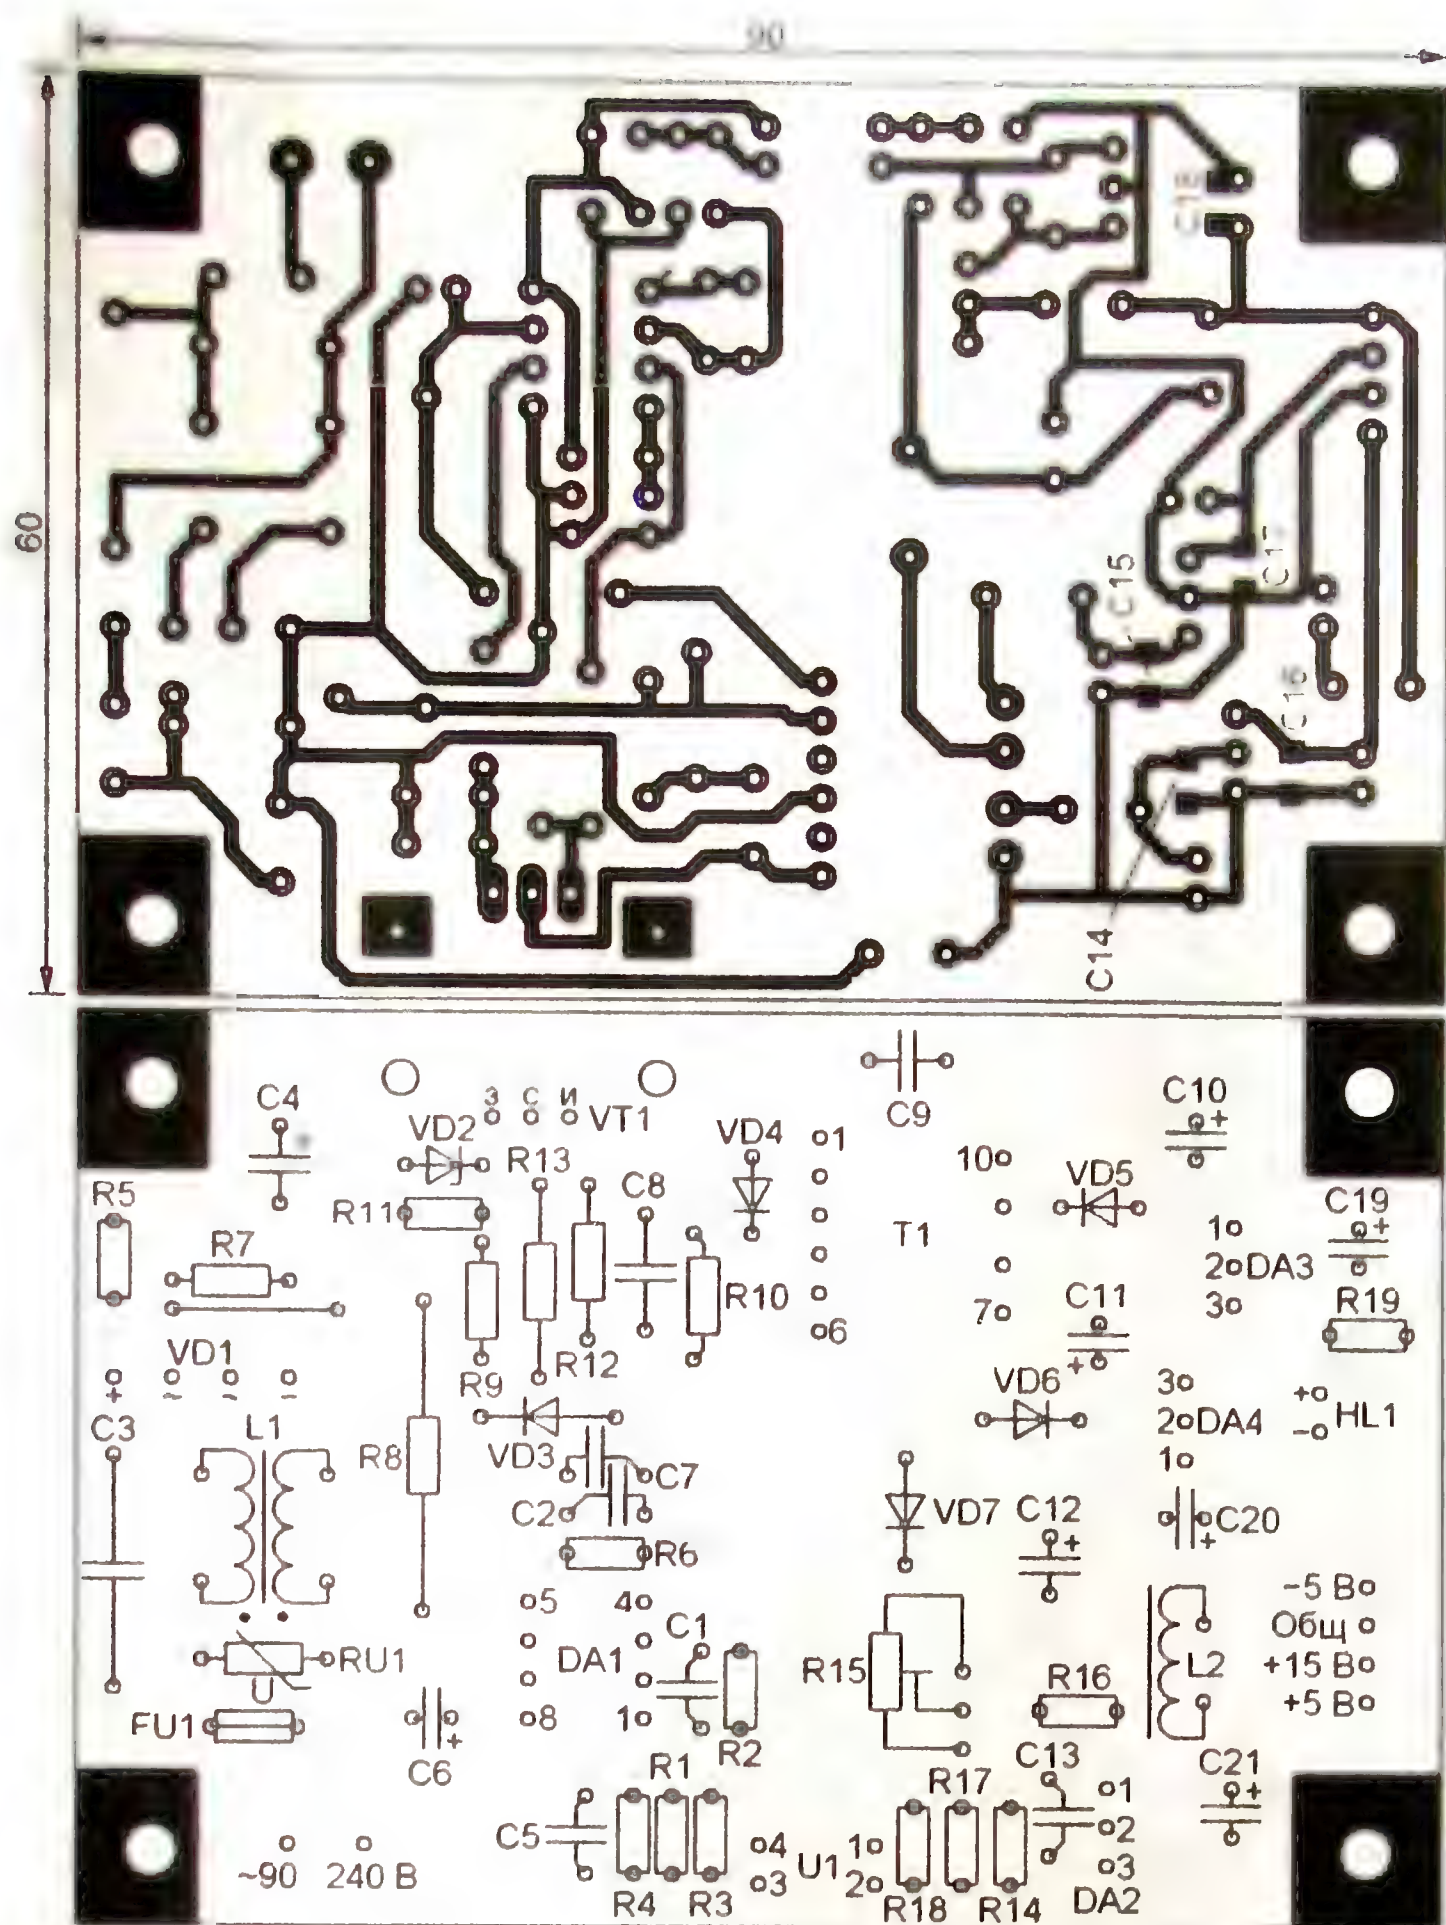 90
60
C18
C15
C17
C16
C14
C4
З С И
VT1
C9
C10
+
VD2
R13
VD4
1
10
VD5
R5
R11
C8
C19
+
R7
T1
1
2 DA3
3
R10
C11
+
7
6
R19
VD1
+ ~ ~ −
R9
R12
VD6
3
2 DA4
1
+
−
HL1
C3
L1
R8
VD3
C7
C2
R6
VD7
C12
+
C20
+
5
4
−5 В
Общ
+15 В
+5 В
DA1
C1
RU1
U
R15
R16
L2
FU1
8
1
C6
+
R2
C13
C21
+
R1
R17
1
2
3
DA2
C5
4
3
U1
1
2
~90 240 В
R4 R3
R18 R14